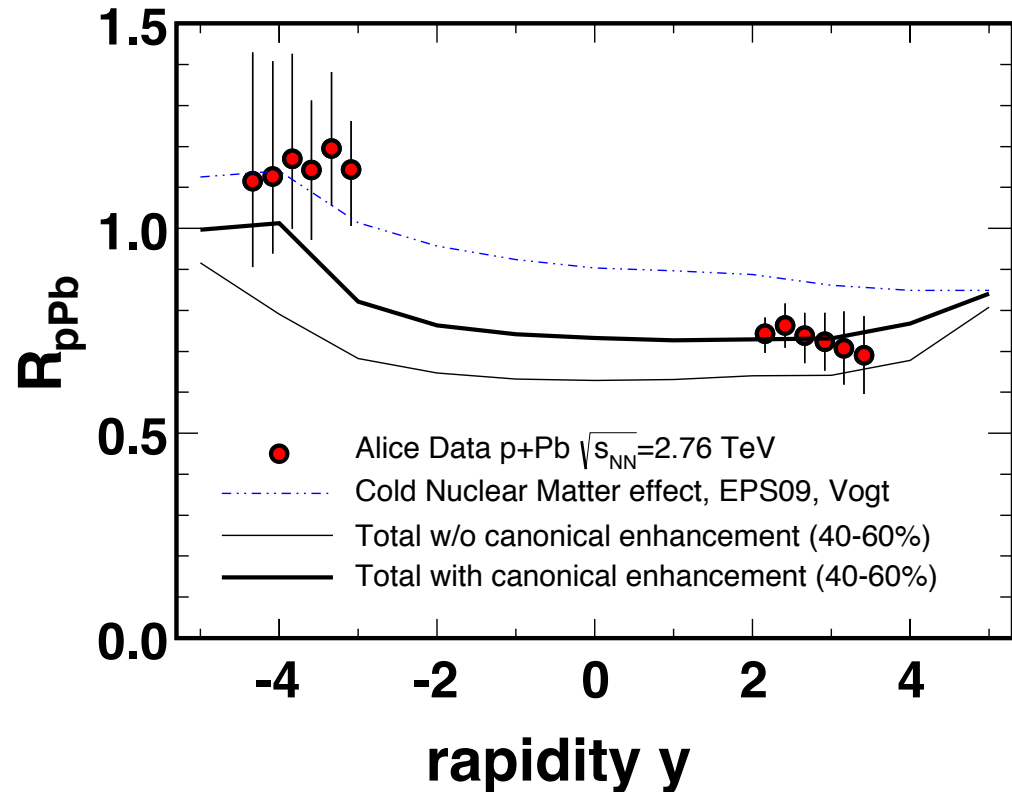 1.5
1.0
0.5
0.0
R_pPb
Alice Data p+Pb √s_NN=2.76 TeV
Cold Nuclear Matter effect, EPS09, Vogt
Total w/o canonical enhancement (40-60%)
Total with canonical enhancement (40-60%)
-4 -2 0 2 4
rapidity y